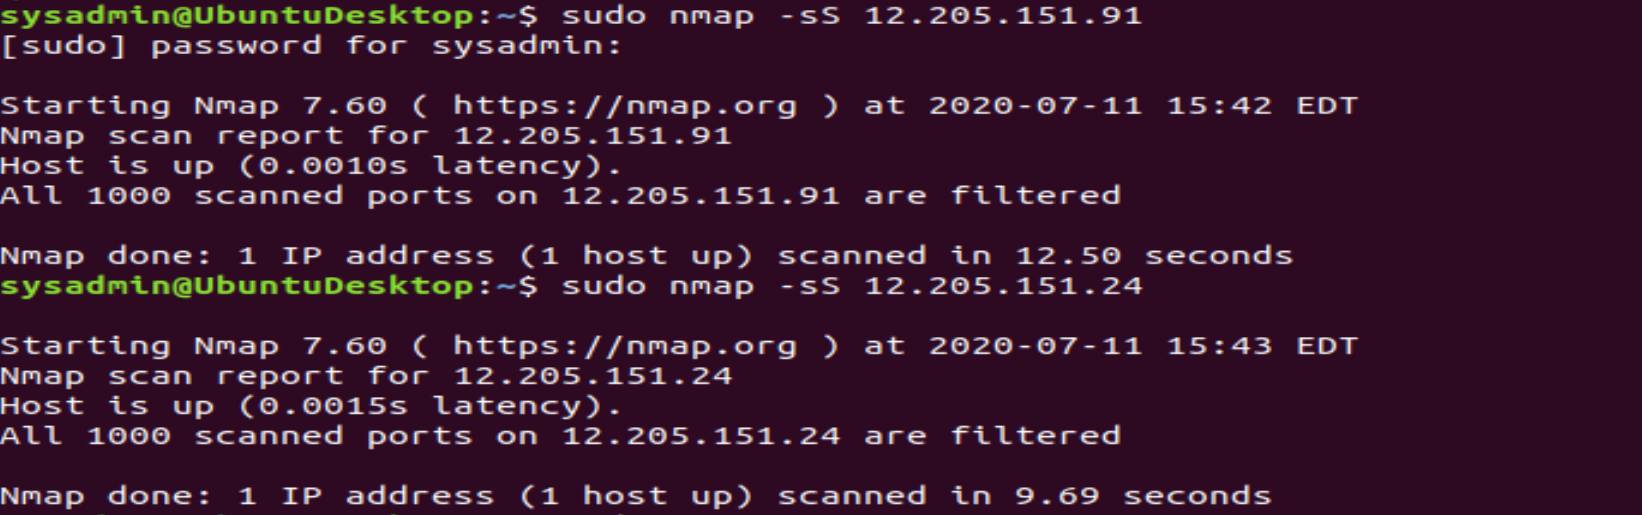 sysadmin@UbuntuDesktop:~$ sudo nmap -sS 12.205.151.91
[sudo] password for sysadmin:
Starting Nmap 7.60 ( https://nmap.org ) at 2020-07-11 15:42 EDT
Nmap scan report for 12.205.151.91
Host is up (0.0010s latency).
All 1000 scanned ports on 12.205.151.91 are filtered
Nmap done: 1 IP address (1 host up) scanned in 12.50 seconds
sysadmin@UbuntuDesktop:~$ sudo nmap -sS 12.205.151.24
Starting Nmap 7.60 ( https://nmap.org ) at 2020-07-11 15:43 EDT
Nmap scan report for 12.205.151.24
Host is up (0.0015s latency).
All 1000 scanned ports on 12.205.151.24 are filtered
Nmap done: 1 IP address (1 host up) scanned in 9.69 seconds